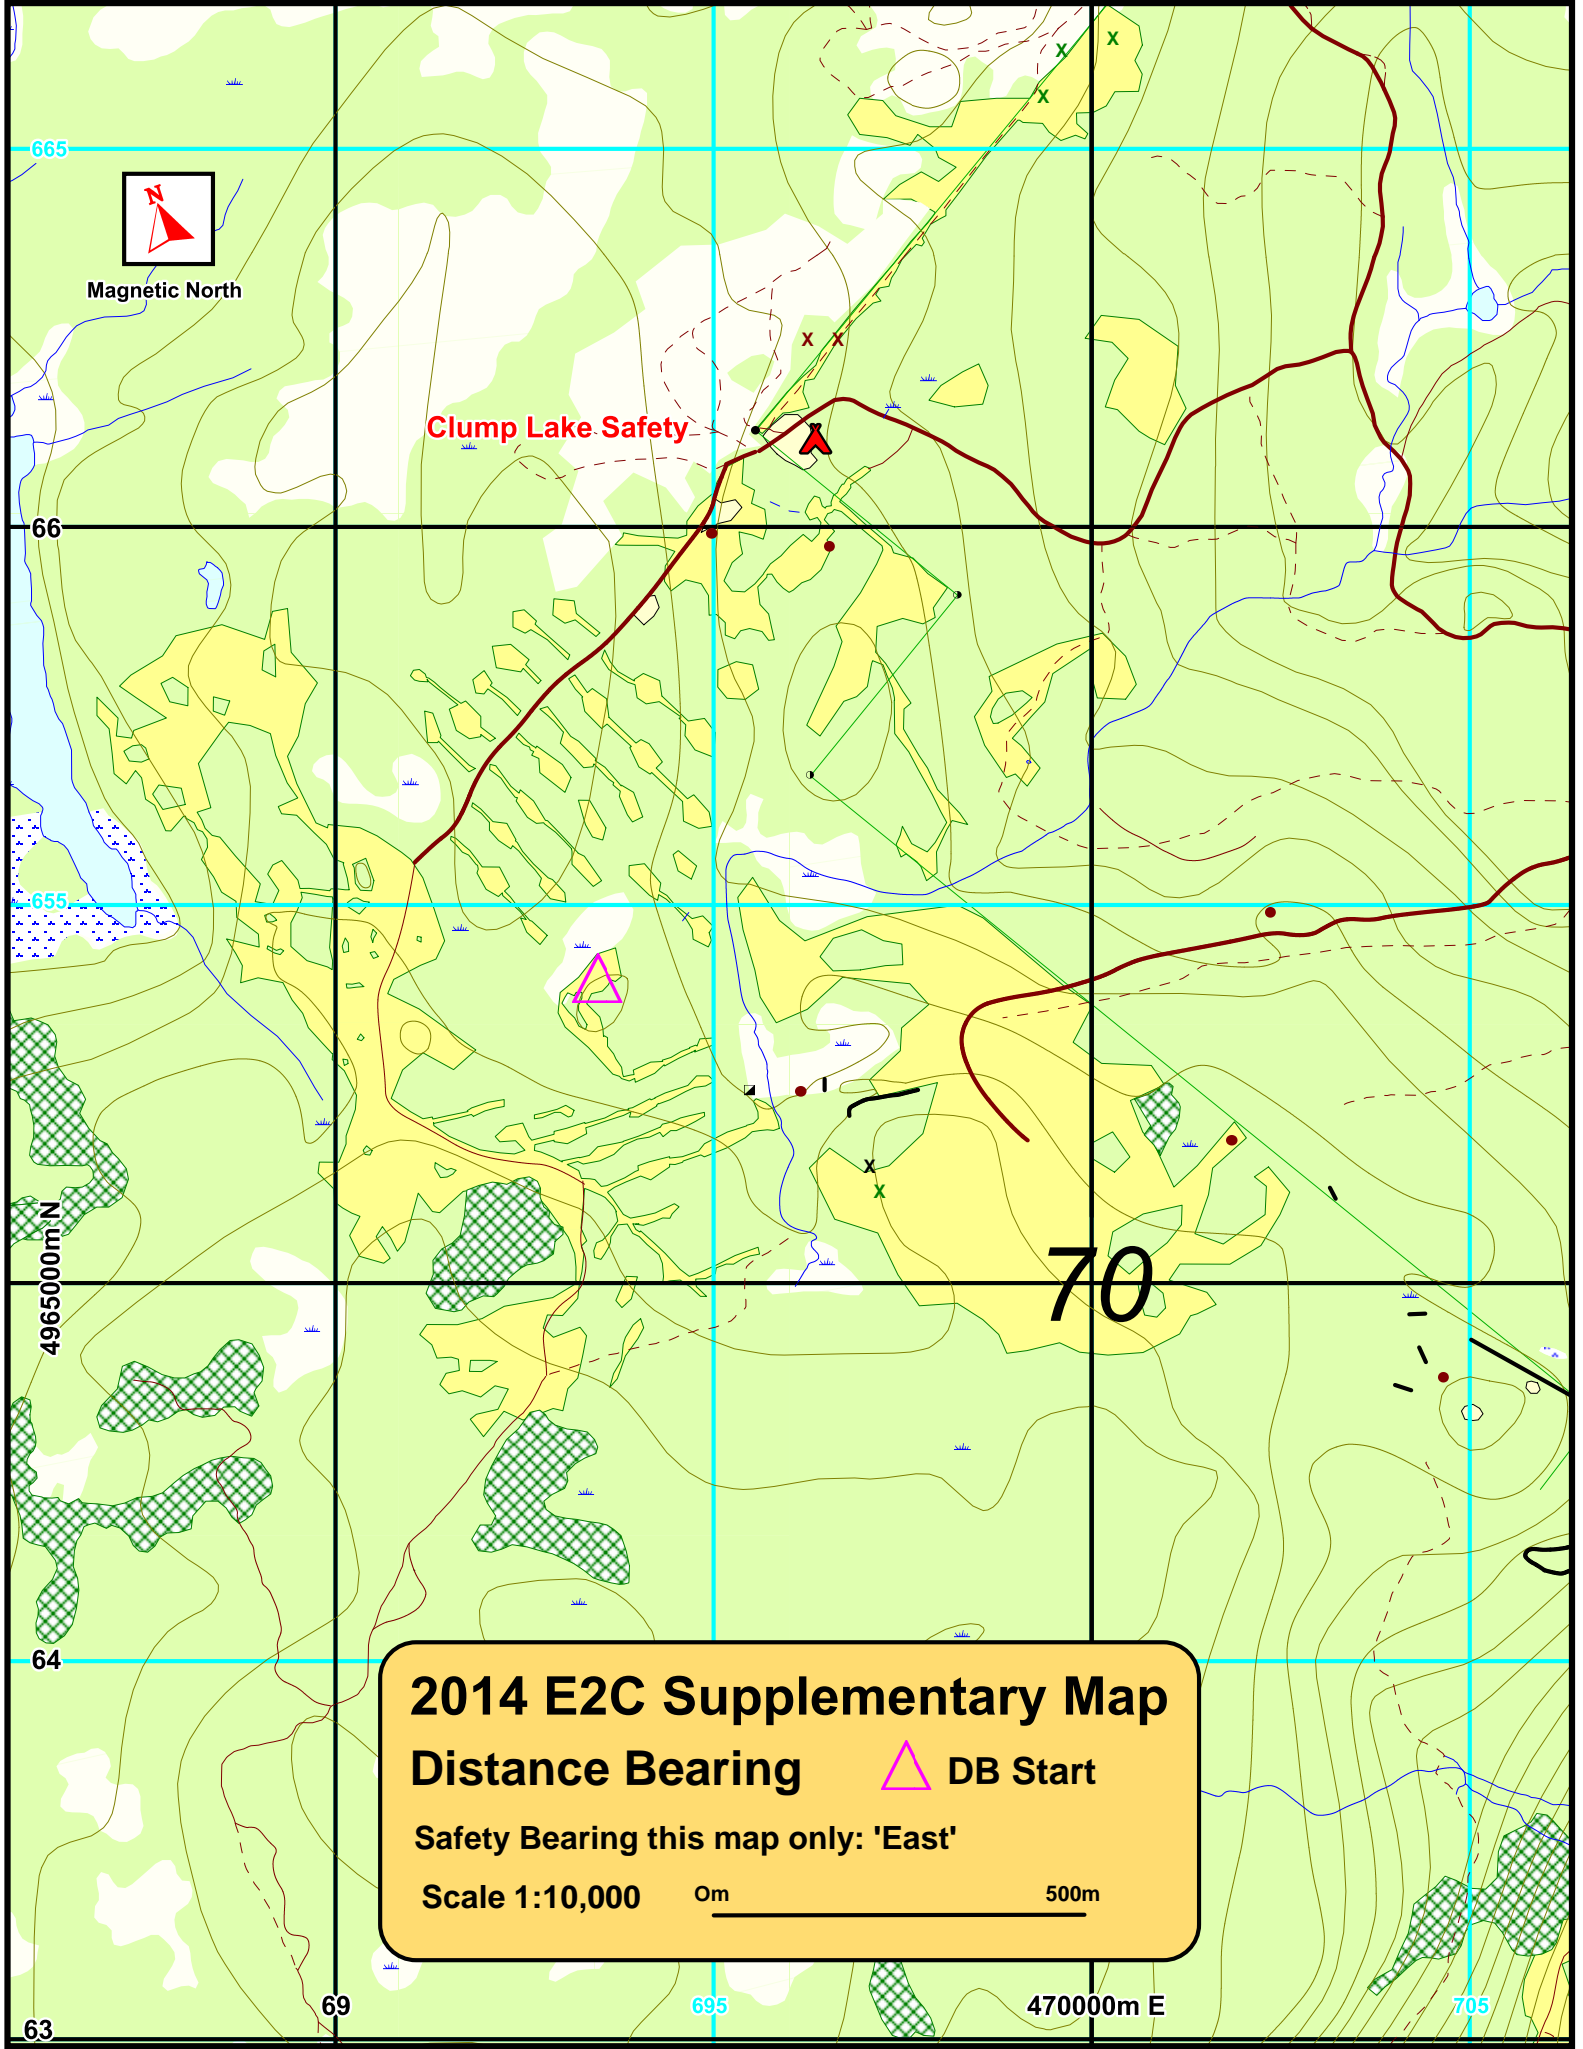 X
X
X
665
N
Magnetic North
X X
Clump Lake Safety
66
655
X
X
4965000m N
70
64
2014 E2C Supplementary Map
Distance Bearing
DB Start
Safety Bearing this map only: 'East'
Scale 1:10,000
Om
500m
69
695
470000m E
705
63